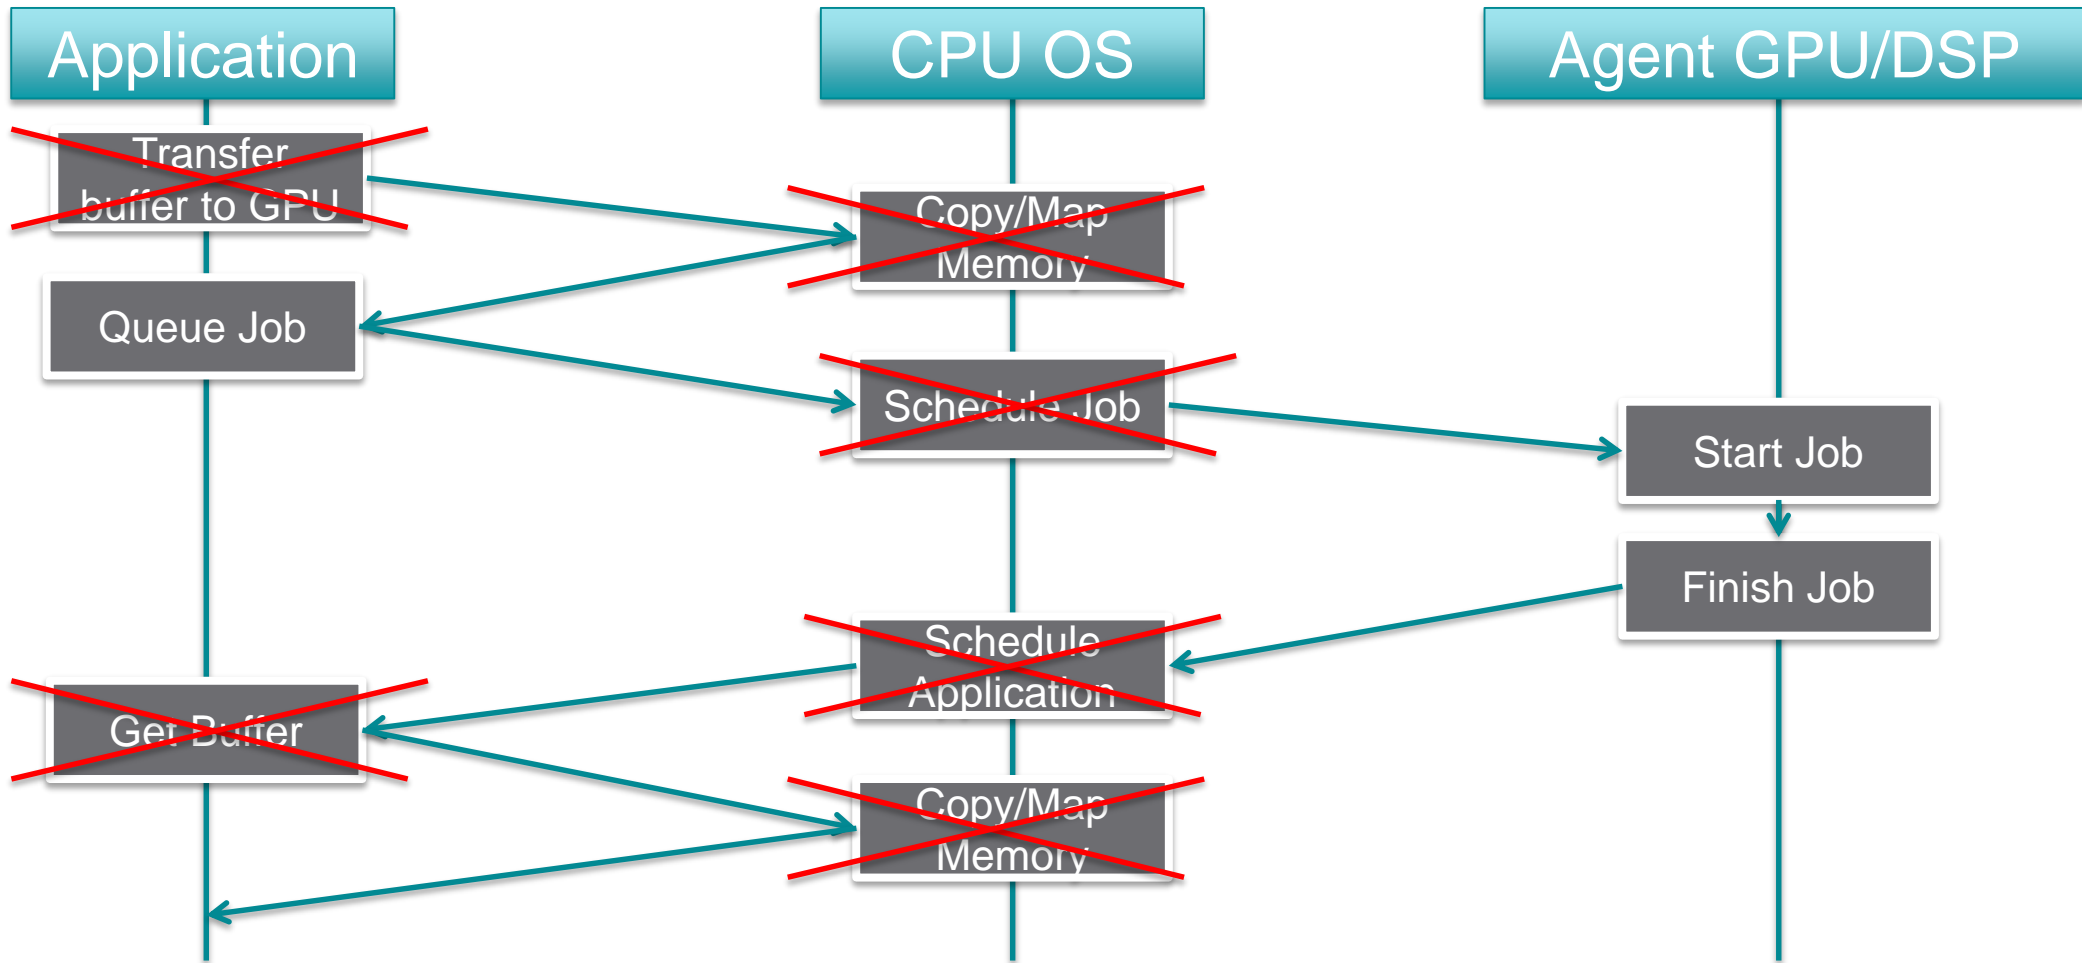 Application
CPU OS
Agent GPU/DSP
Transfer
buffer to GPU
Copy/Map
Memory
Queue Job
Schedule Job
Start Job
Finish Job
Schedule
Application
Get Buffer
Copy/Map
Memory